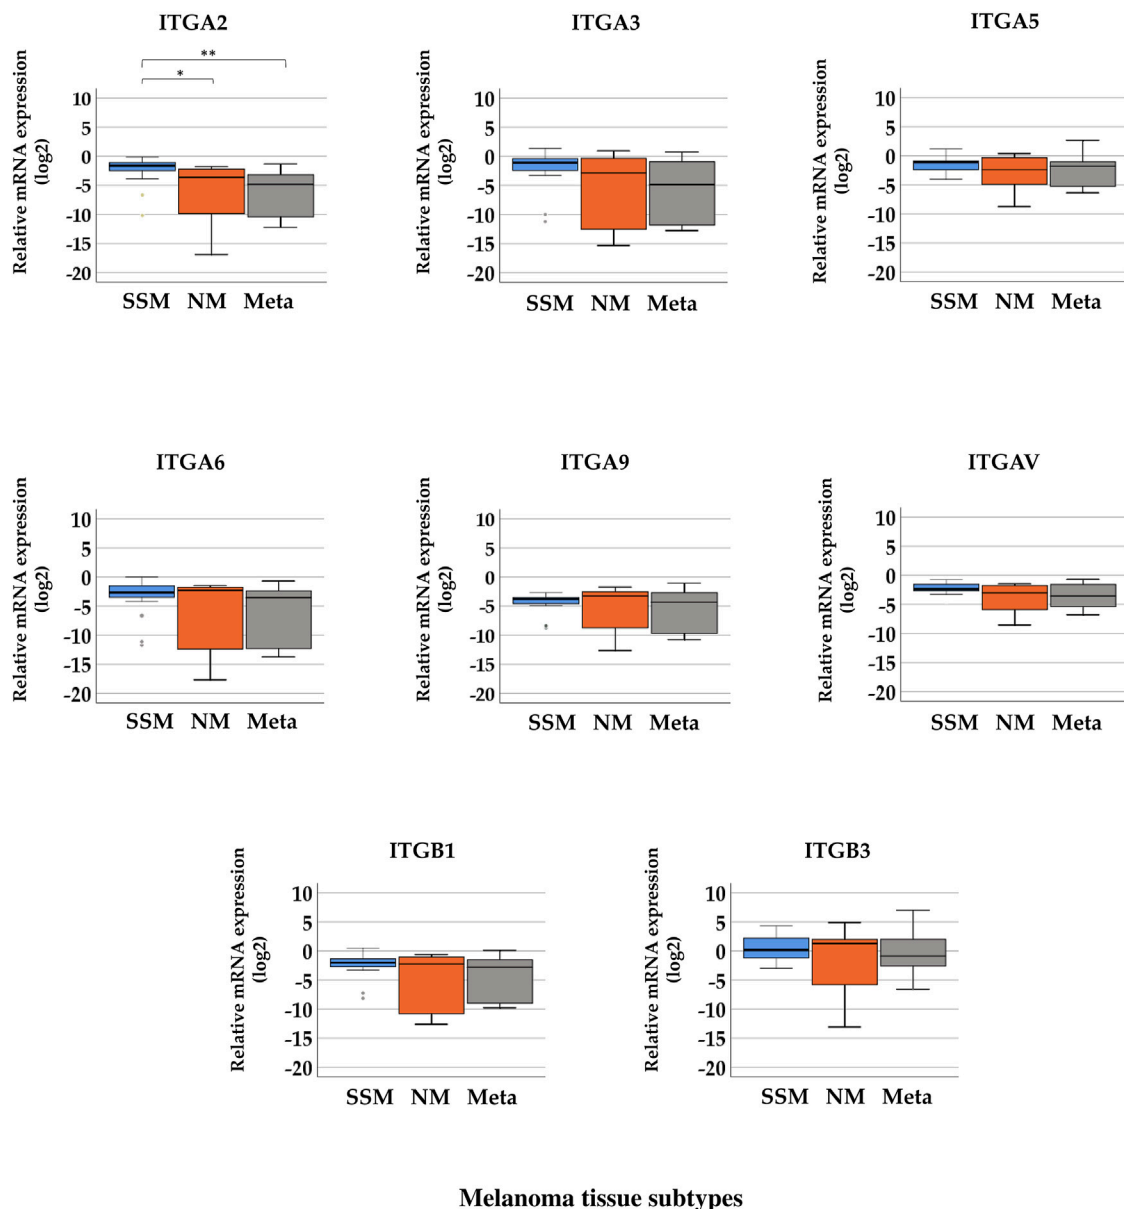 ITGA2
ITGA3
ITGA5
**
*
Relative mRNA expression
(log2)
10
5
0
-5
-10
-15
-20
SSM NM Meta
Relative mRNA expression
(log2)
10
5
0
-5
-10
-15
-20
SSM NM Meta
Relative mRNA expression
(log2)
10
5
0
-5
-10
-15
-20
SSM NM Meta
ITGA6
ITGA9
ITGAV
Relative mRNA expression
(log2)
10
5
0
-5
-10
-15
-20
SSM NM Meta
Relative mRNA expression
(log2)
10
5
0
-5
-10
-15
-20
SSM NM Meta
Relative mRNA expression
(log2)
10
5
0
-5
-10
-15
-20
SSM NM Meta
ITGB1
ITGB3
Relative mRNA expression
(log2)
10
5
0
-5
-10
-15
-20
SSM NM Meta
Relative mRNA expression
(log2)
10
5
0
-5
-10
-15
-20
SSM NM Meta
Melanoma tissue subtypes